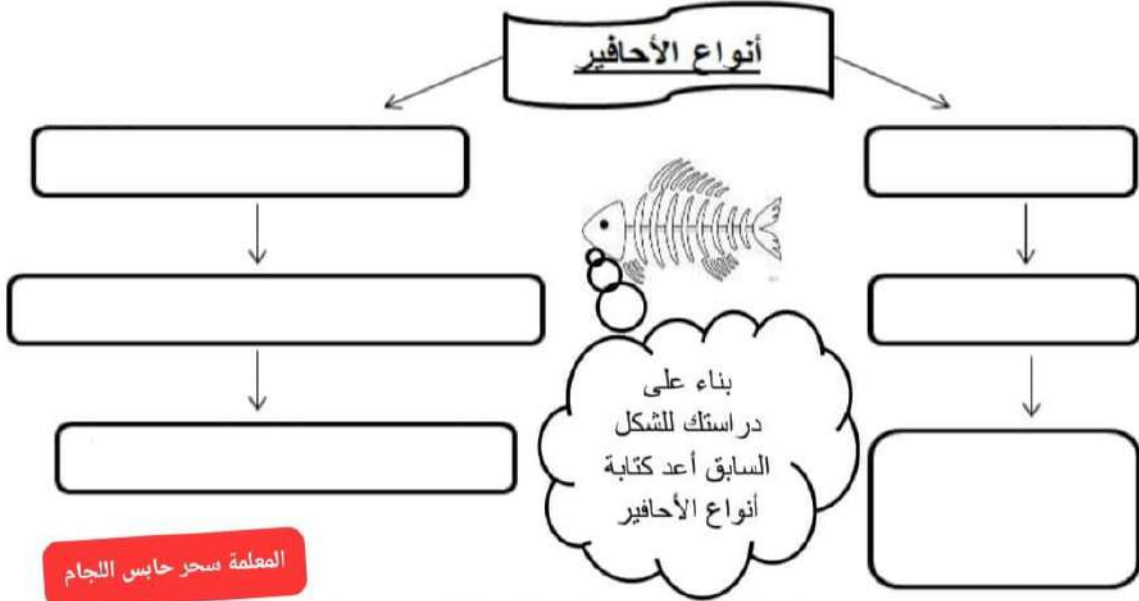 أنواع الأحافير
بناء على
دراستك للشكل
السابق أعد كتابة
أنواع الأحافير
المعلمة سحر حابس اللجام